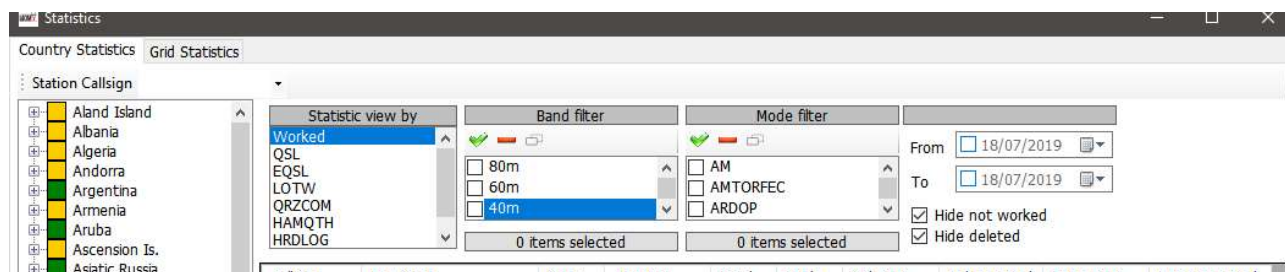 Statistics
Country Statistics Grid Statistics
Station Callsign
Aland Island
Albania
Algeria
Andorra
Argentina
Armenia
Aruba
Ascension Is.
Asiatic Russia
Statistic view by
Worked
QSL
EQSL
LOTW
QRZCOM
HAMQTH
HRDLOG
Band filter
80m
60m
40m
0 items selected
Mode filter
AM
AMTORFEC
ARDOP
0 items selected
From 18/07/2019
To 18/07/2019
Hide not worked
Hide deleted